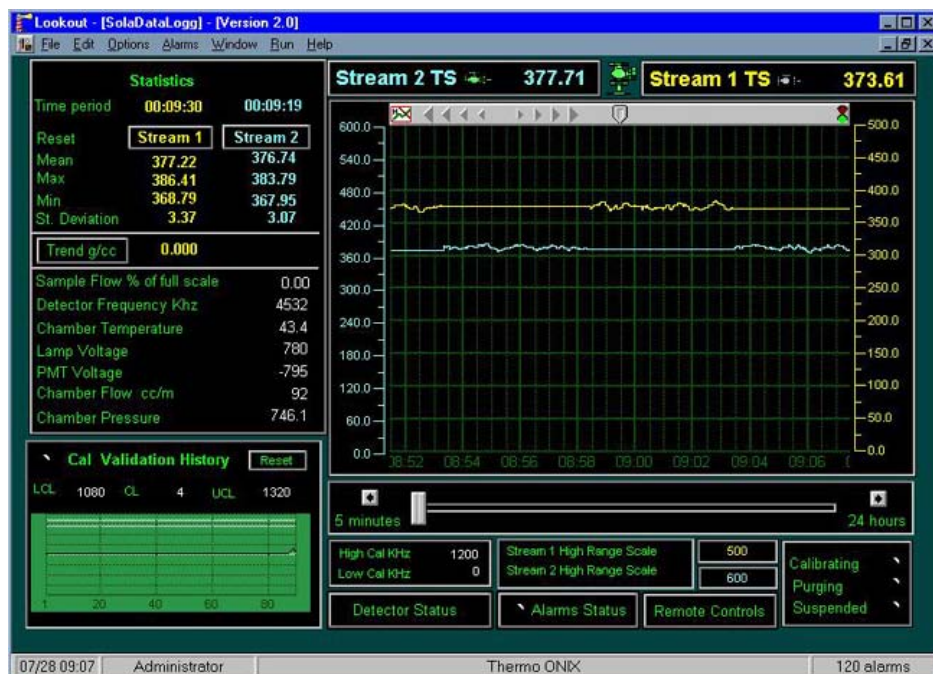 Lookout - [SolaDataLogg] - [Version 2.0]
File Edit Options Alarms Window Run Help
Statistics
Time period 00:09:30 00:09:19
Reset Stream 1 Stream 2
Mean 377.22 376.74
Max 386.41 383.79
Min 368.79 367.95
St. Deviation 3.37 3.07
Trend g/cc 0.000
Sample Flow % of full scale 0.00
Detector Frequency Khz 4532
Chamber Temperature 43.4
Lamp Voltage 780
PMT Voltage -795
Chamber Flow cc/m 92
Chamber Pressure 746.1
Cal Validation History Reset
LCL 1080 CL 4 UCL 1320
1 20 40 60 80
Stream 2 TS 377.71 Stream 1 TS 373.61
600.0 500.0
540.0 450.0
480.0 400.0
420.0 350.0
360.0 300.0
300.0 250.0
240.0 200.0
180.0 150.0
120.0 100.0
60.0 50.0
0.0 0.0
08:52 08:54 08:56 08:58 09:00 09:02 09:04 09:06
5 minutes 24 hours
High Cal KHz 1200
Low Cal KHz 0
Stream 1 High Range Scale 500
Stream 2 High Range Scale 600
Calibrating
Purging
Suspended
Detector Status Alarms Status Remote Controls
07/28 09:07 Administrator Thermo ONIX 120 alarms